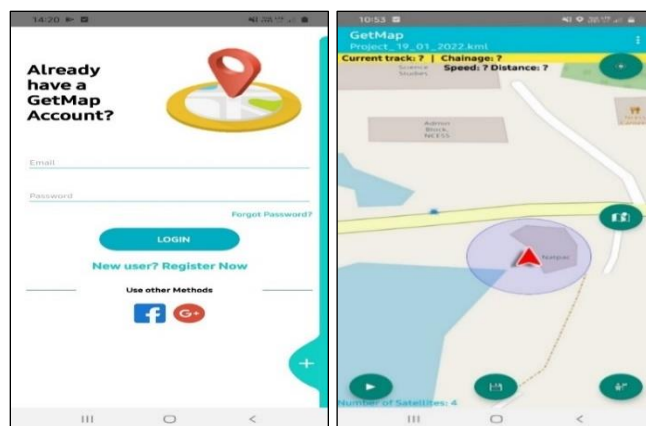 14:20
Already
have a
GetMap
Account?
Email
Password
Forgot Password?
LOGIN
New user? Register Now
Use other Methods
G+
10:53
GetMap
Project_19_01_2022.kml
Current track: ? | Chainage: ?
Speed: ? Distance: ?
Science
Studies
Admin
Block,
NCESS
Natpac
Number of Satellites: 4